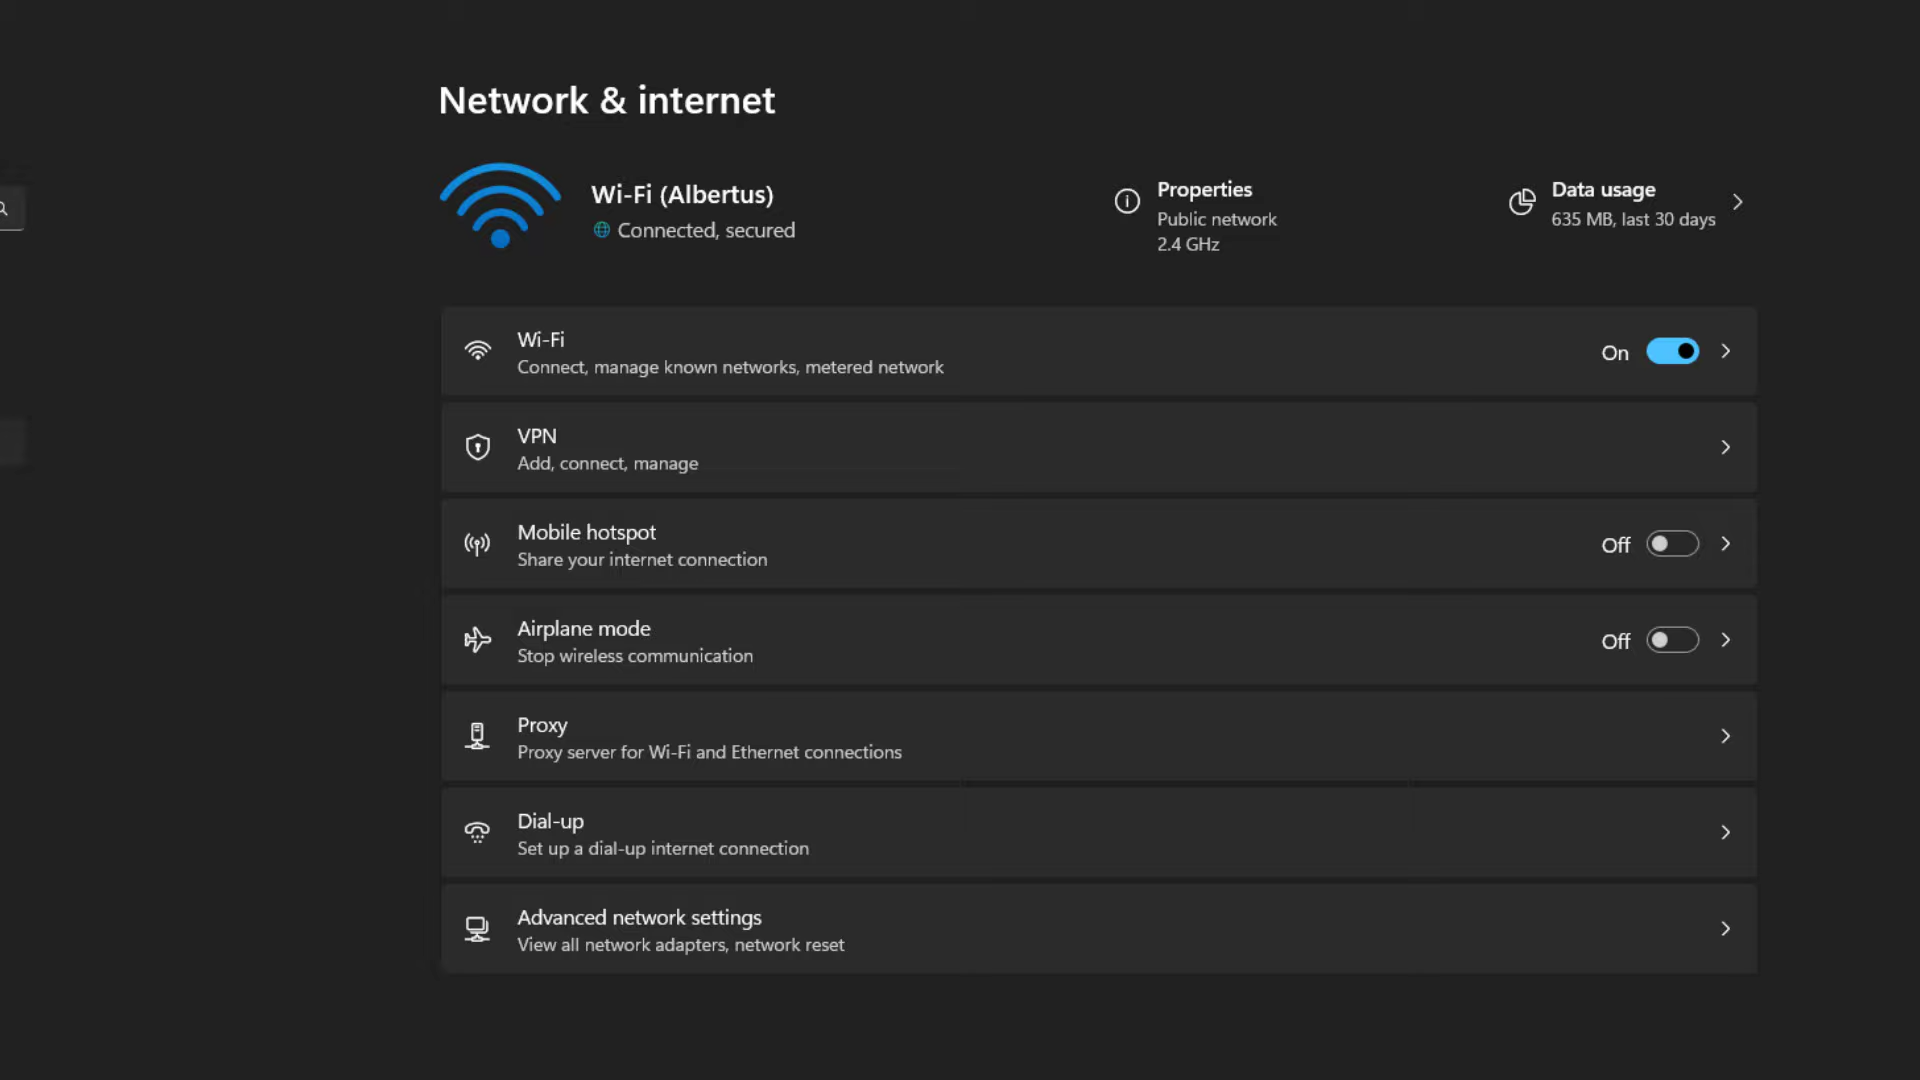 Network & internet
Wi-Fi (Albertus)
Connected, secured
Properties
Public network
2.4 GHz
Data usage
635 MB, last 30 days
Wi-Fi
Connect, manage known networks, metered network
On
VPN
Add, connect, manage
Mobile hotspot
Share your internet connection
Off
Airplane mode
Stop wireless communication
Off
Proxy
Proxy server for Wi-Fi and Ethernet connections
Dial-up
Set up a dial-up internet connection
Advanced network settings
View all network adapters, network reset